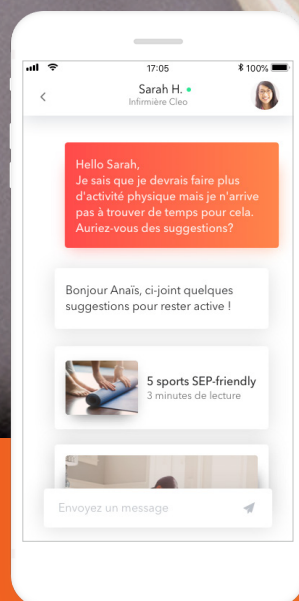 17:05
100%
Sarah H.
Infirmière Cleo
Hello Sarah,
Je sais que je devrais faire plus
d'activité physique mais je n'arrive
pas à trouver de temps pour cela.
Auriez-vous des suggestions?
Bonjour Anaïs, ci-joint quelques
suggestions pour rester active !
5 sports SEP-friendly
3 minutes de lecture
Envoyez un message